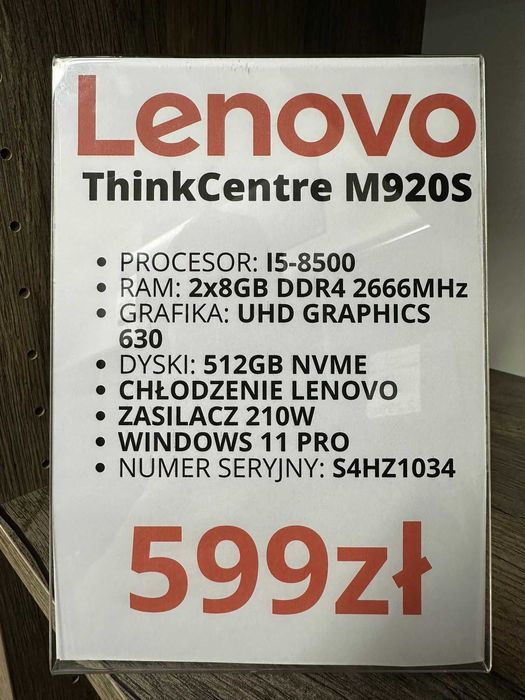 Lenovo
ThinkCentre M920S
• PROCESOR: I5-8500
• RAM: 2x8GB DDR4 2666MHz
• GRAFIKA: UHD GRAPHICS
630
• DYSKI: 512GB NVME
• CHŁODZENIE LENOVO
• ZASILACZ 210W
• WINDOWS 11 PRO
• NUMER SERYJNY: S4HZ1034
599zł